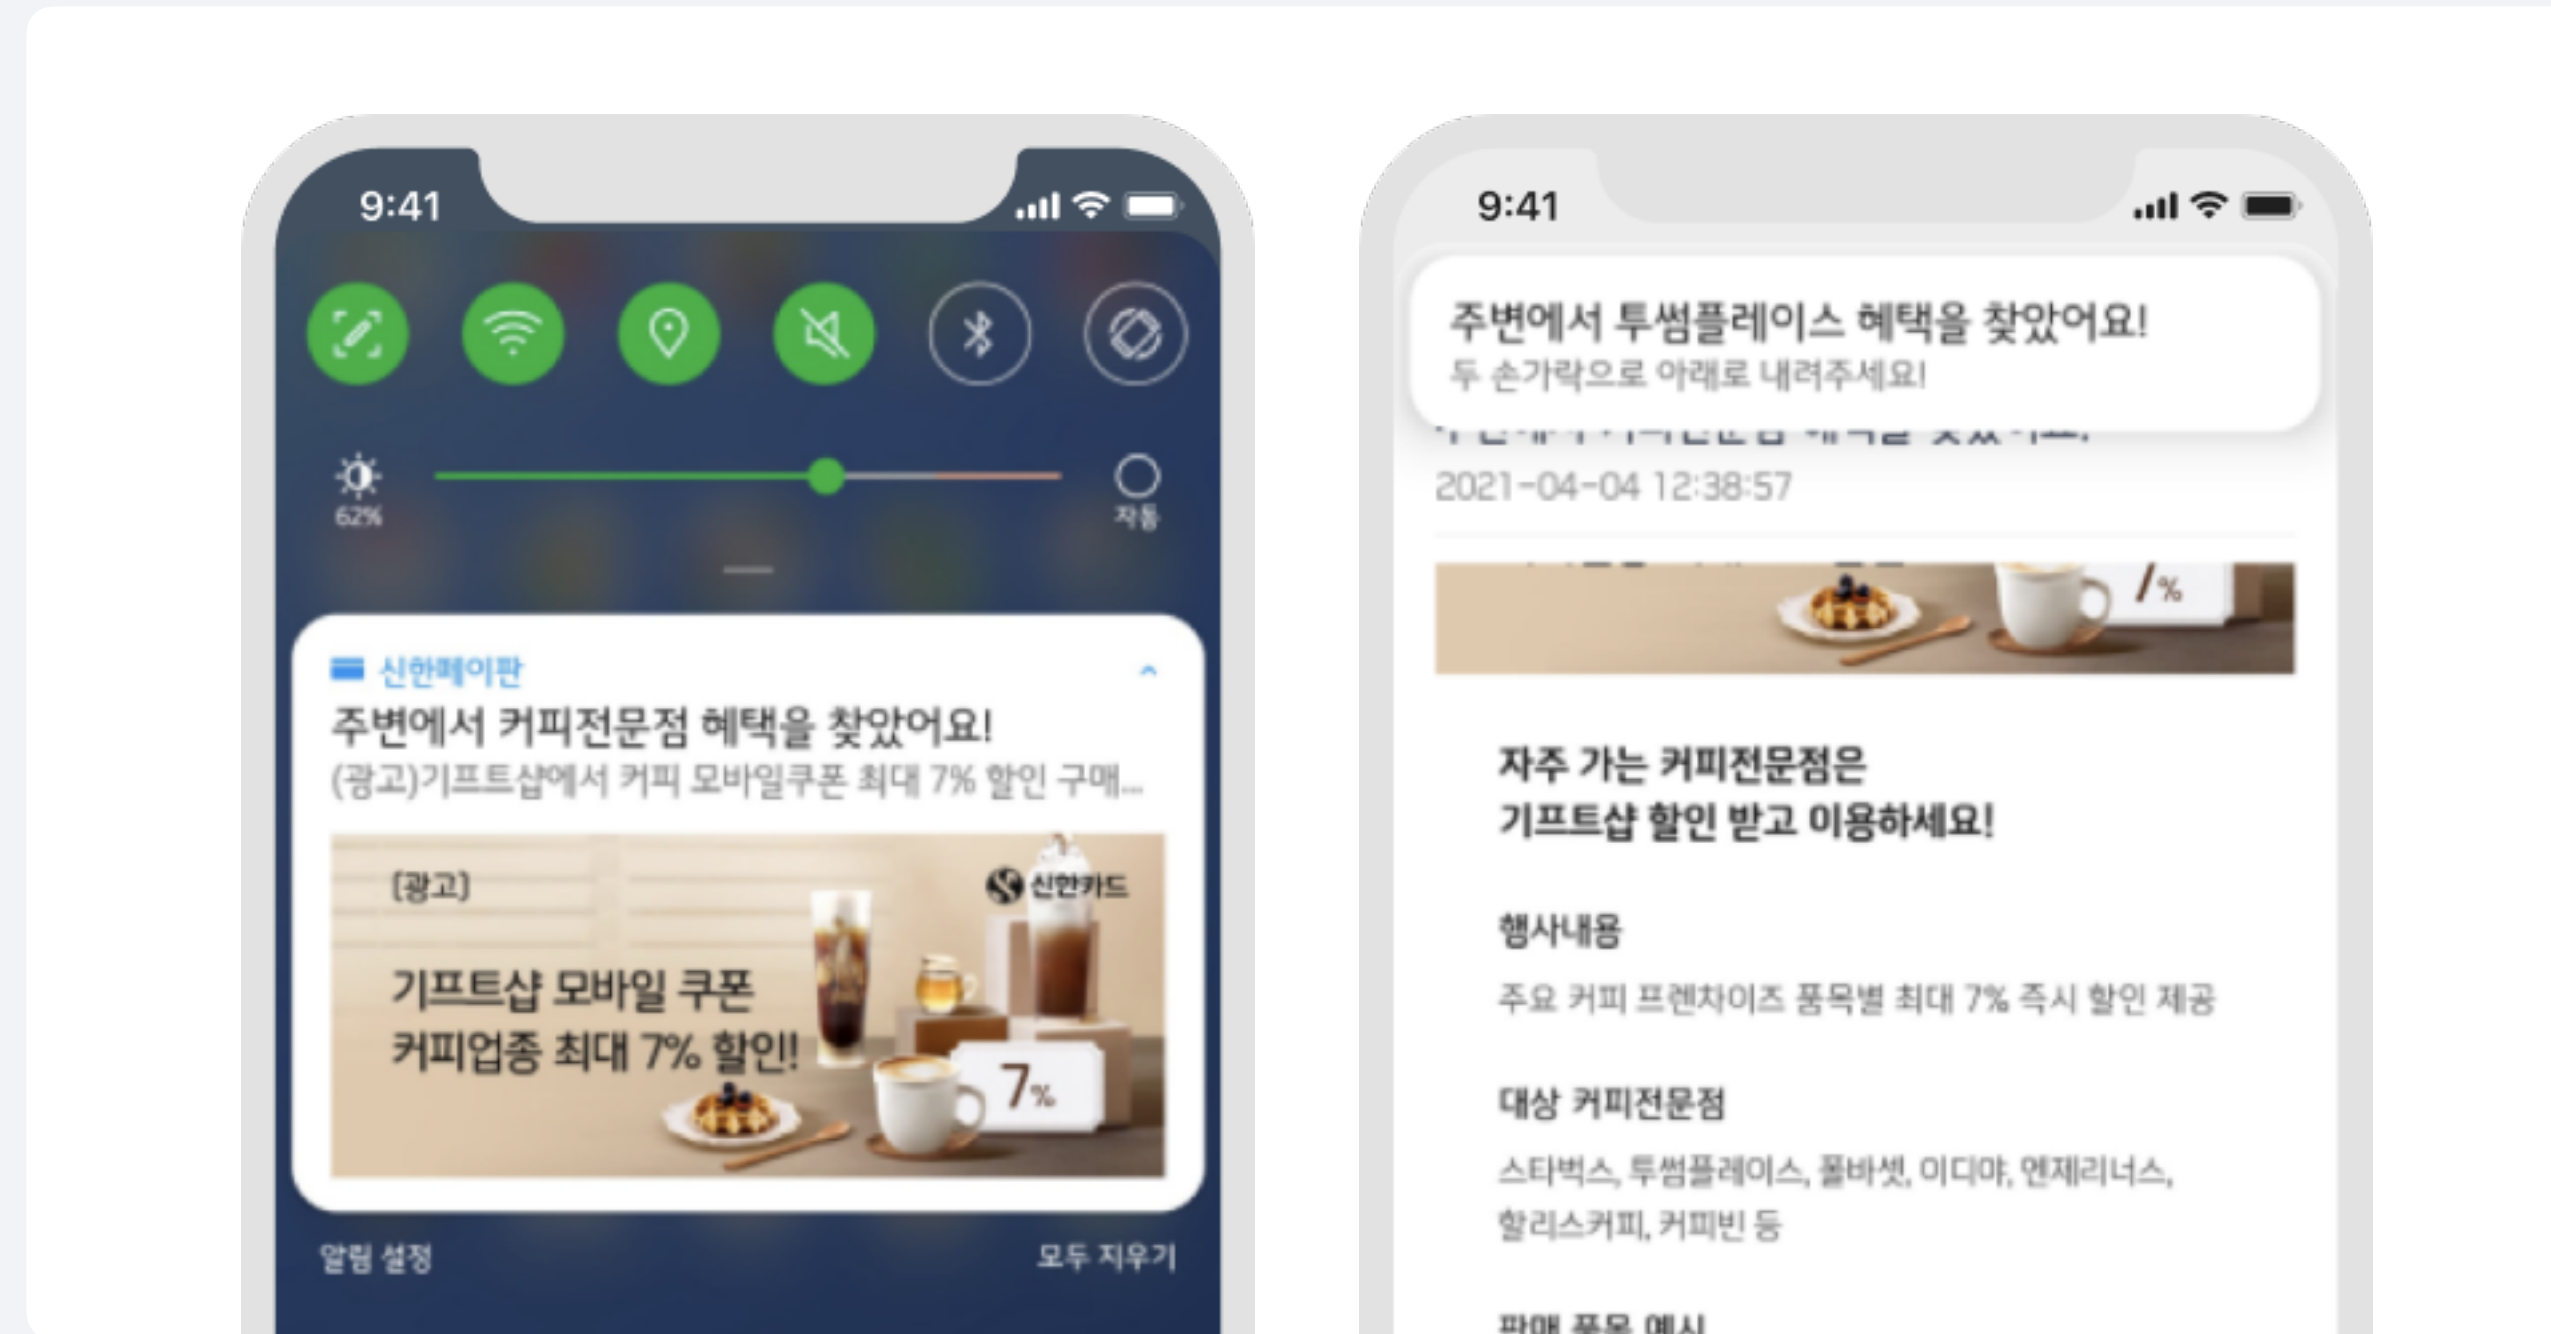 9:41
62%
자동
신한페이판
주변에서 커피전문점 혜택을 찾았어요!
(광고)기프트샵에서 커피 모바일쿠폰 최대 7% 할인 구매...
(광고)
신한카드
기프트샵 모바일 쿠폰
커피업종 최대 7% 할인!
7%
알림 설정
모두 지우기
9:41
주변에서 투썸플레이스 혜택을 찾았어요!
두 손가락으로 아래로 내려주세요!
2021-04-04 12:38:57
7%
자주 가는 커피전문점은
기프트샵 할인 받고 이용하세요!
행사내용
주요 커피 프렌차이즈 품목별 최대 7% 즉시 할인 제공
대상 커피전문점
스타벅스, 투썸플레이스, 폴바셋, 이디야, 엔제리너스,
할리스커피, 커피빈 등
판매 품목 예시